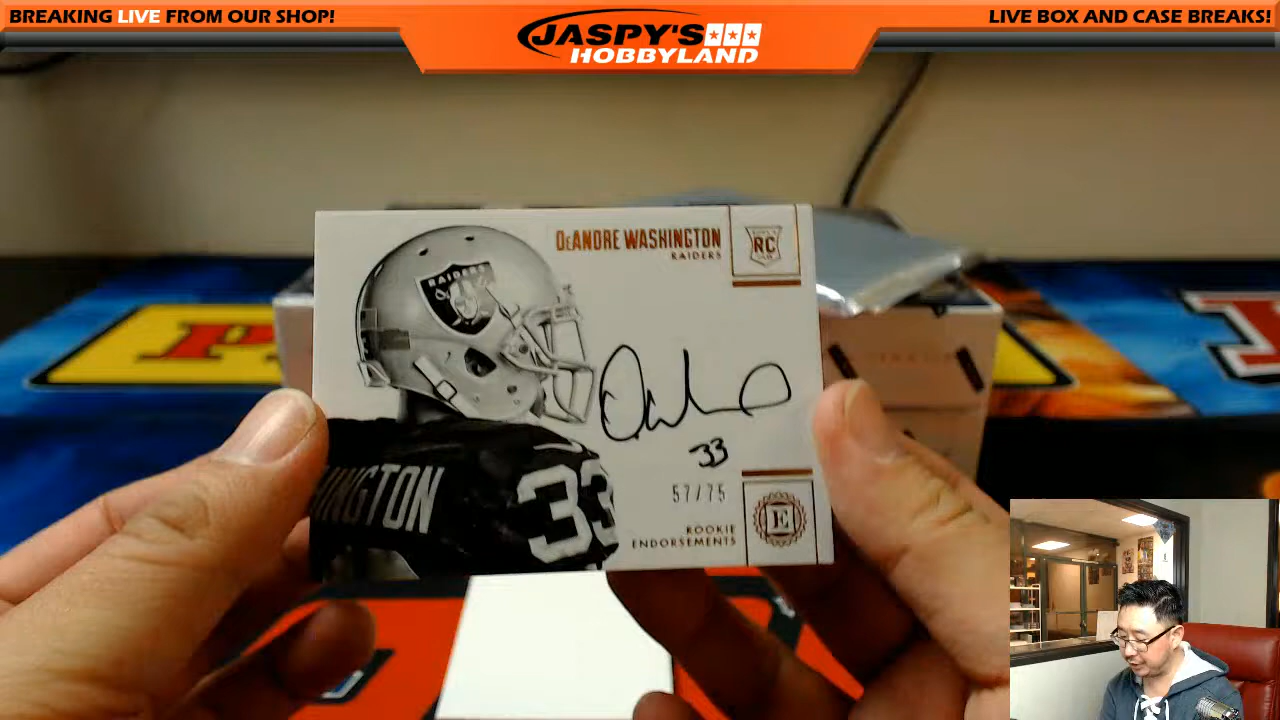 BREAKING LIVE FROM OUR SHOP!
JASPY'S
HOBBYLAND
LIVE BOX AND CASE BREAKS!
DeANDRE WASHINGTON
RAIDERS
RC
RAIDERS
33
57/75
ROOKIE
ENDORSEMENTS
E
INGTON
33